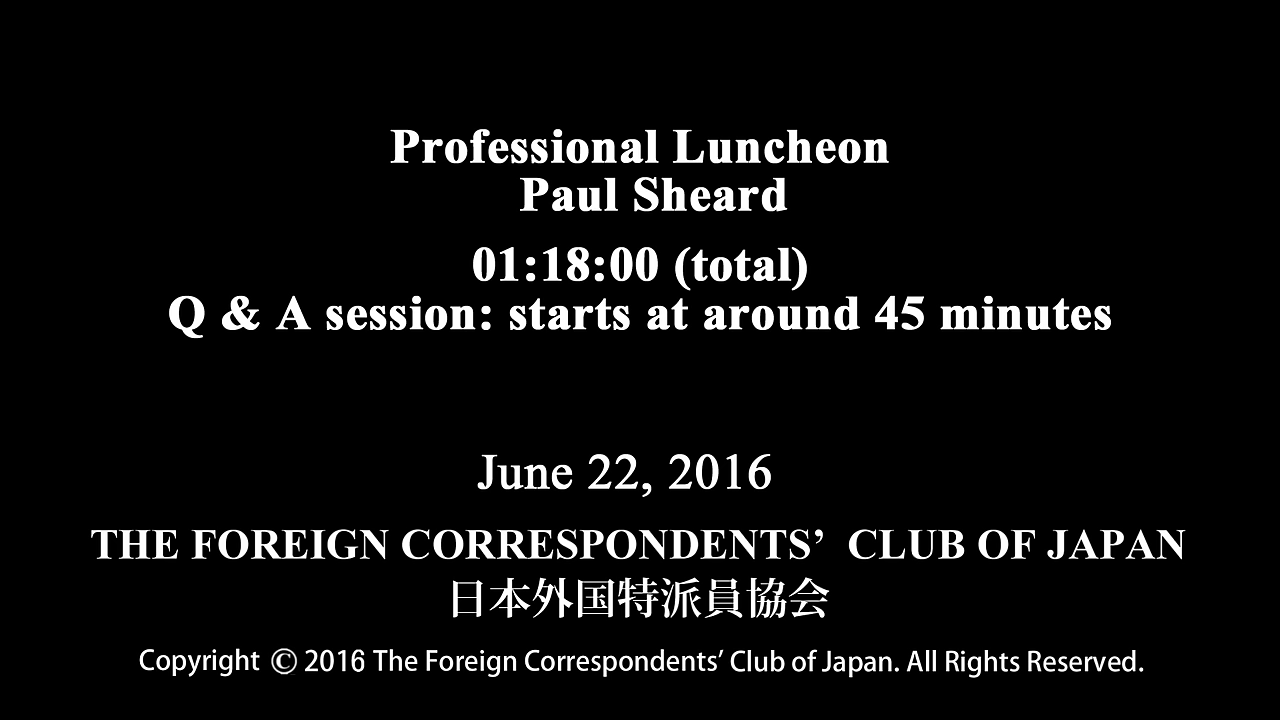 Professional Luncheon
Paul Sheard
01:18:00 (total)
Q & A session: starts at around 45 minutes
June 22, 2016
THE FOREIGN CORRESPONDENTS’ CLUB OF JAPAN
日本外国特派員協会
Copyright © 2016 The Foreign Correspondents’ Club of Japan. All Rights Reserved.